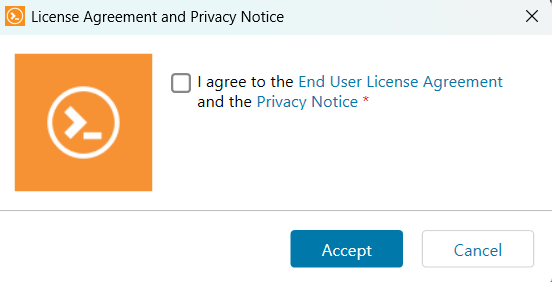 License Agreement and Privacy Notice
I agree to the End User License Agreement
and the Privacy Notice *
Accept
Cancel